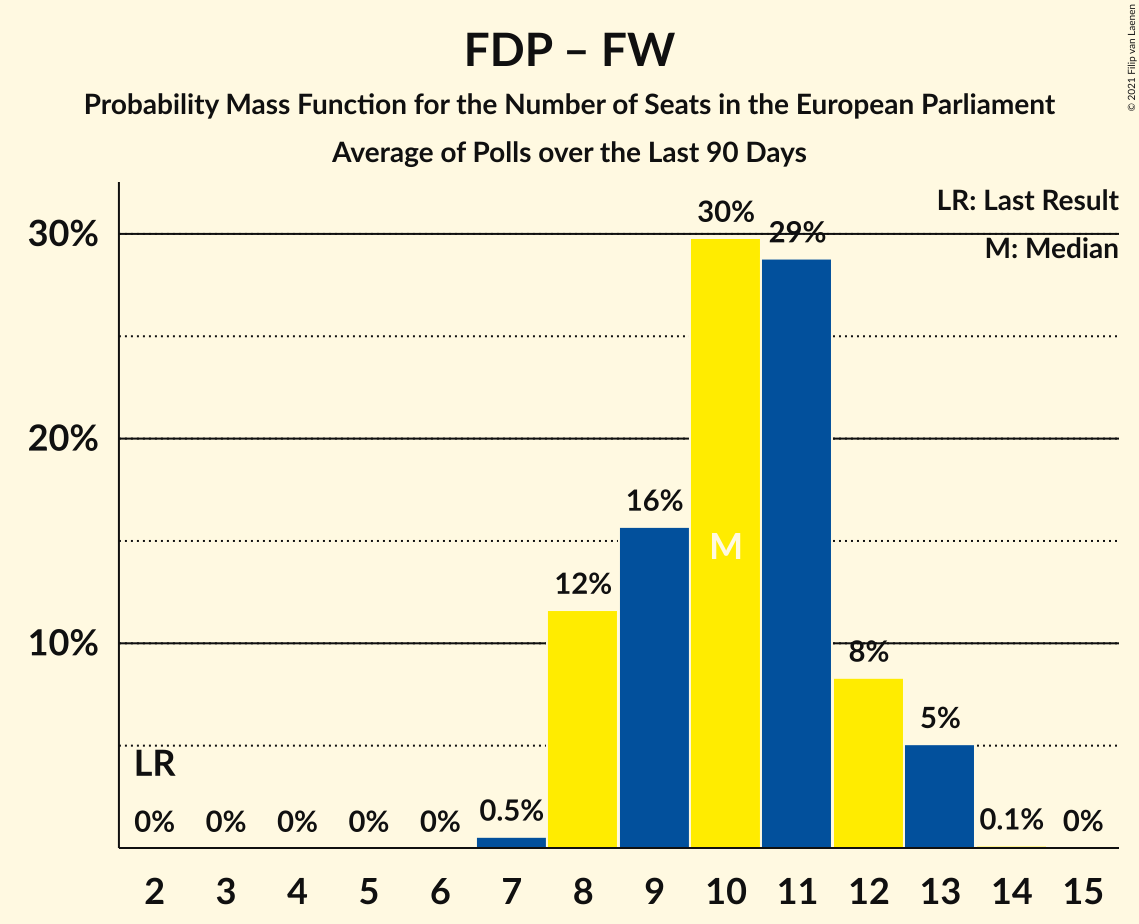 FDP – FW
Probability Mass Function for the Number of Seats in the European Parliament
Average of Polls over the Last 90 Days
© 2021 Filip van Laenen
LR: Last Result
M: Median
30%
20%
10%
LR
0%
0%
0%
0%
0%
0.5%
12%
16%
30%
29%
8%
5%
0.1%
0%
M
2 3 4 5 6 7 8 9 10 11 12 13 14 15